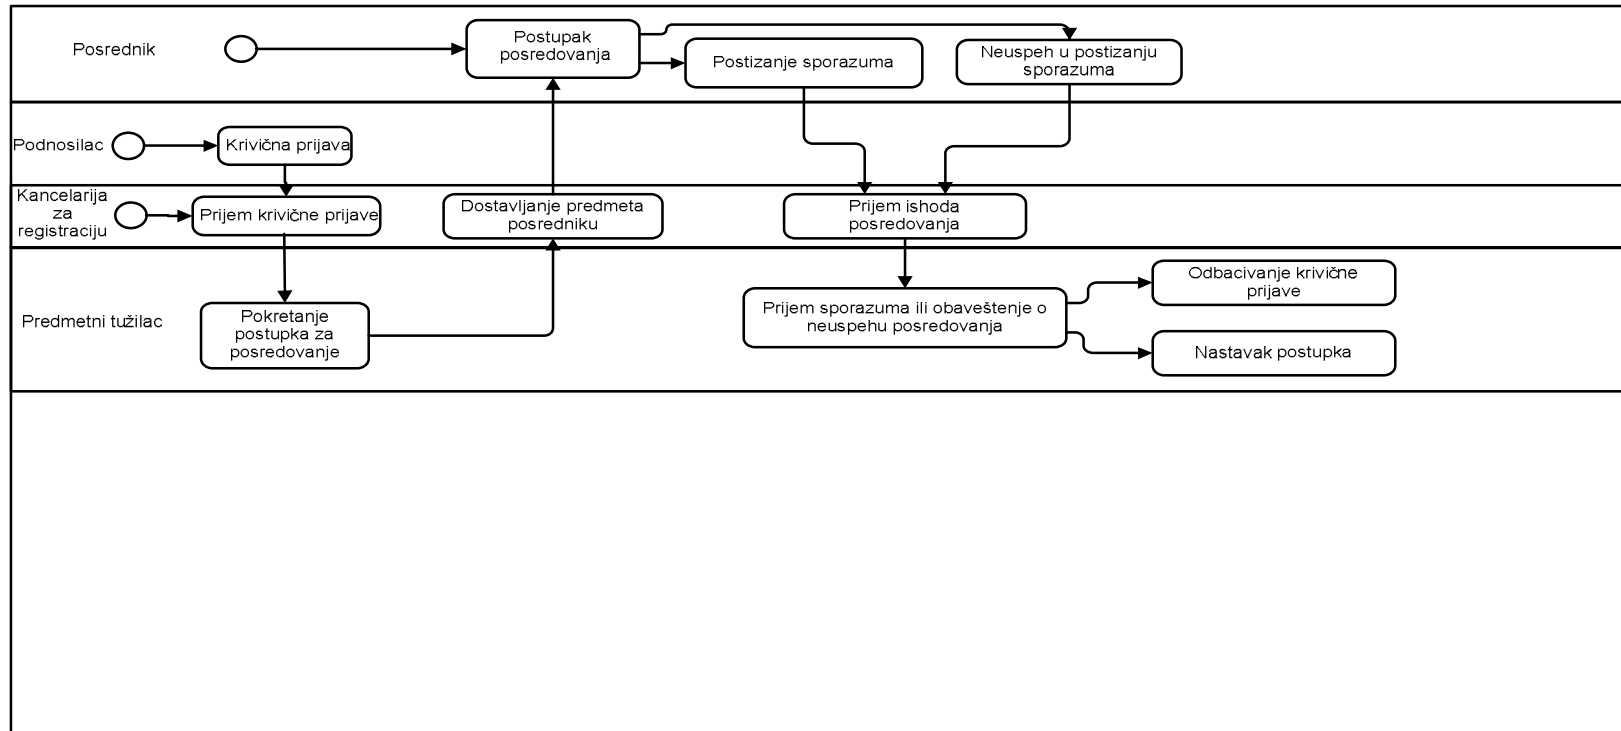 Posrednik
Postupak
posredovanja
Postizanje sporazuma
Neuspeh u postizanju
sporazuma
Podnosilac
Krivična prijava
Kancelarija
za
registraciju
Prijem krivične prijave
Dostavljanje predmeta
posredniku
Prijem ishoda
posredovanja
Predmetni tužilac
Pokretanje
postupka za
posredovanje
Prijem sporazuma ili obaveštenje o
neuspehu posredovanja
Odbacivanje krivične
prijave
Nastavak postupka